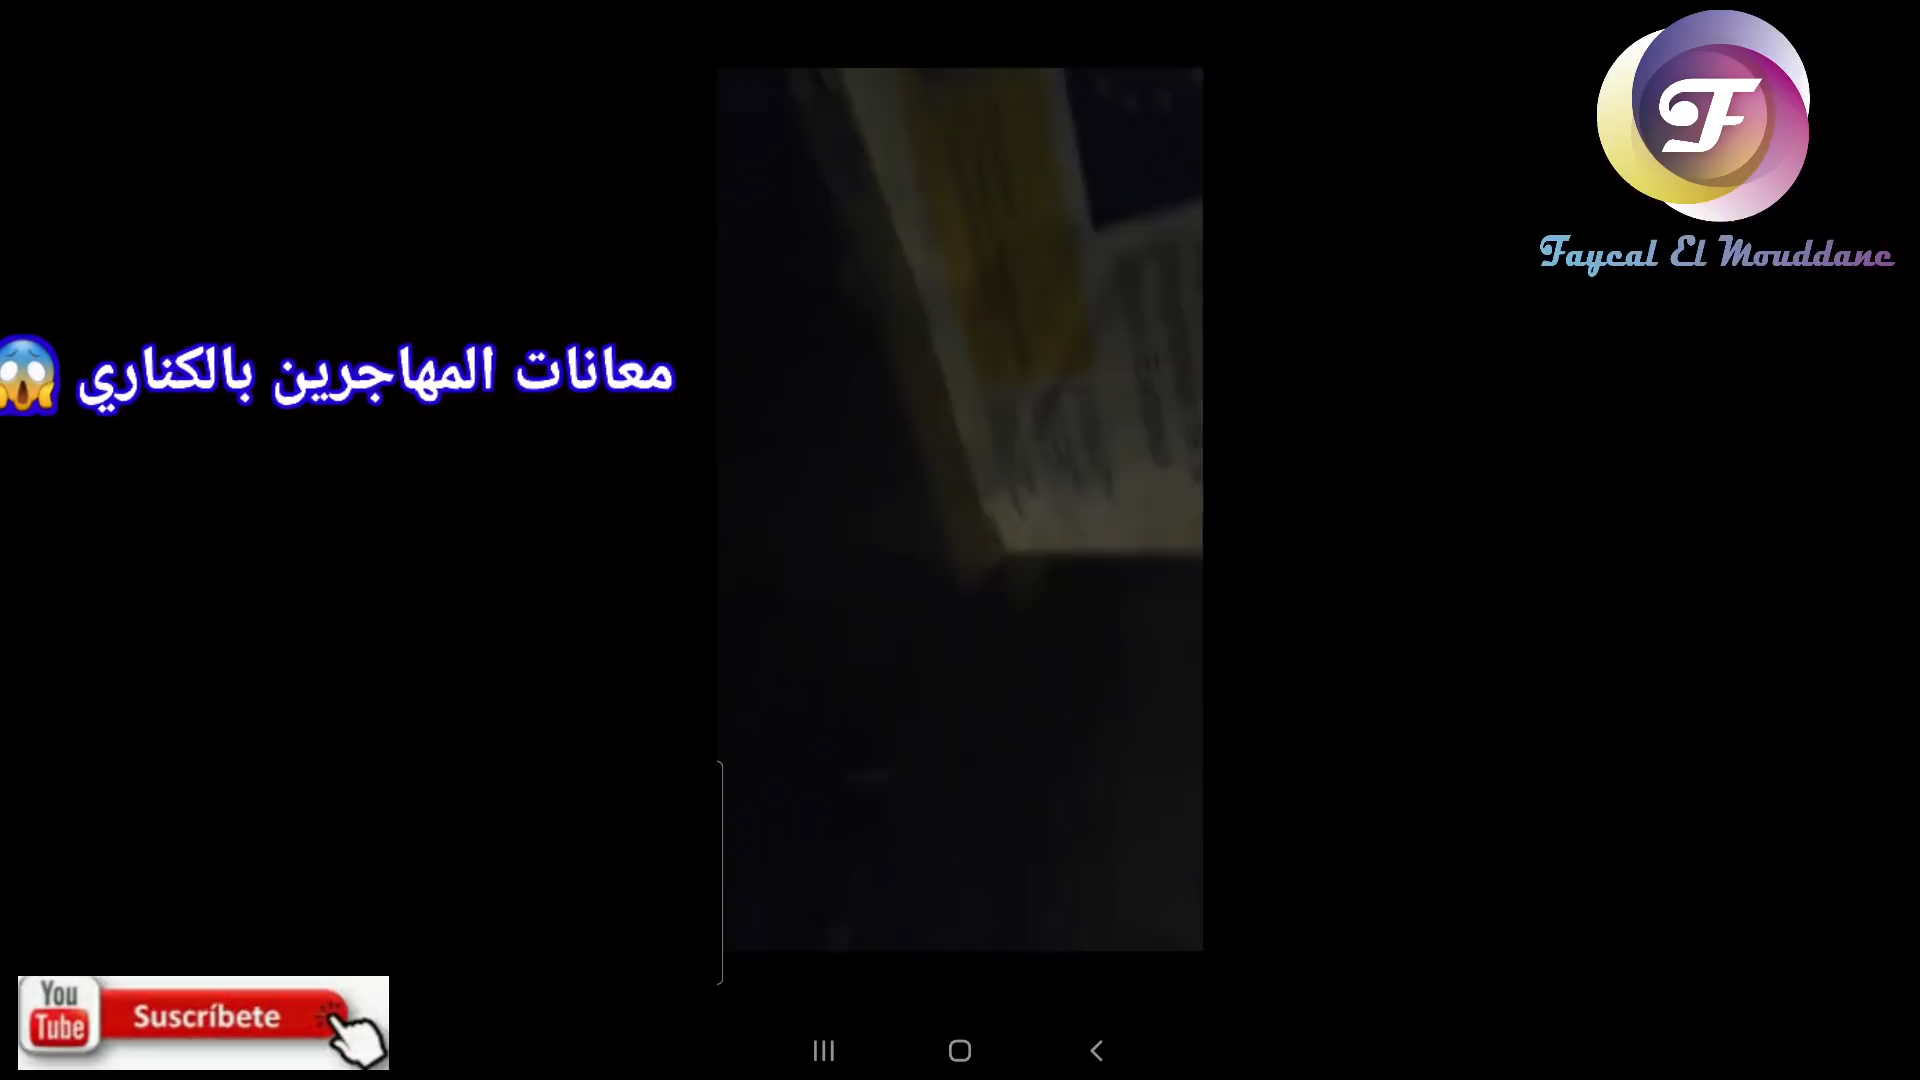 F
Faycal El Mouddane
معانات المهاجرين بالكناري 😱
You
Tube
Suscríbete